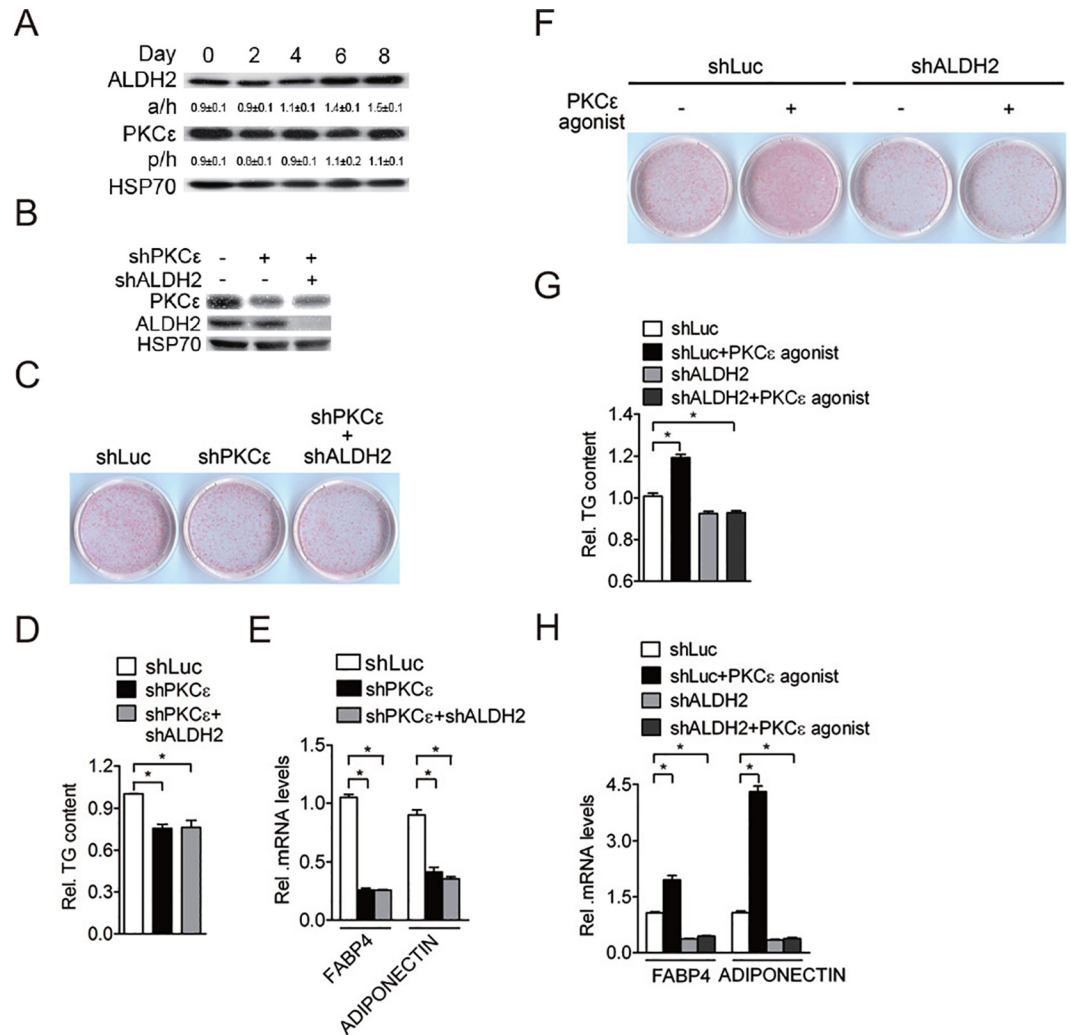 A
Day 0 2 4 6 8
ALDH2
a/h 0.9±0.1 0.9±0.1 1.1±0.1 1.4±0.1 1.5±0.1
PKCε
p/h 0.9±0.1 0.8±0.1 0.9±0.1 1.1±0.2 1.1±0.1
HSP70
B
shPKCε - + +
shALDH2 - - +
PKCε
ALDH2
HSP70
C
shLuc shPKCε shPKCε
+
shALDH2
D
shLuc
shPKCε
shPKCε+
shALDH2
* *
Rel. TG content
1.2
0.9
0.6
0.3
0.0
E
shLuc
shPKCε
shPKCε+shALDH2
* * * *
Rel .mRNA levels
1.5
1.0
0.5
0.0
FABP4 ADIPONECTIN
F
shLuc shALDH2
PKCε
agonist - + - +
G
shLuc
shLuc+PKCε agonist
shALDH2
shALDH2+PKCε agonist
* *
Rel. TG content
1.4
1.2
1.0
0.8
0.6
H
shLuc
shLuc+PKCε agonist
shALDH2
shALDH2+PKCε agonist
* * * *
Rel .mRNA levels
4.5
3.0
1.5
0.0
FABP4 ADIPONECTIN